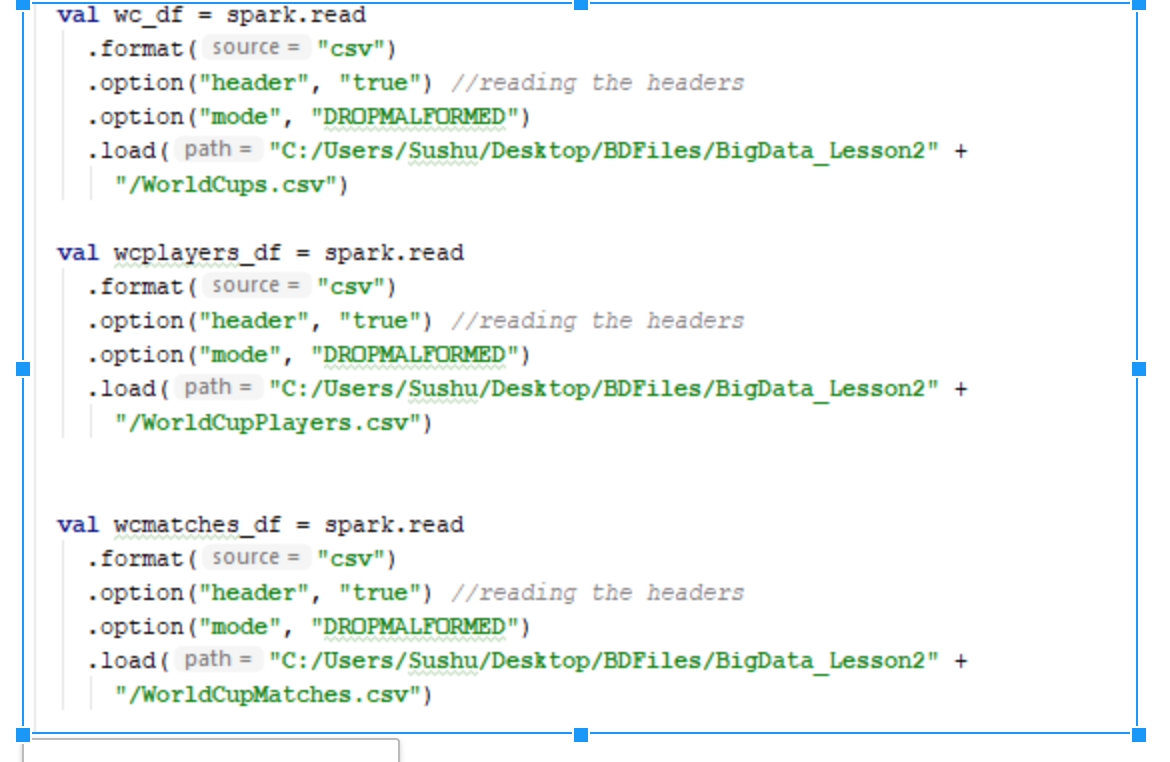 val wc_df = spark.read
.format( source = "csv")
.option("header", "true") //reading the headers
.option("mode", "DROPMALFORMED")
.load( path = "C:/Users/Sushu/Desktop/BDFiles/BigData_Lesson2" +
"/WorldCups.csv")
val wcplayers_df = spark.read
.format( source = "csv")
.option("header", "true") //reading the headers
.option("mode", "DROPMALFORMED")
.load( path = "C:/Users/Sushu/Desktop/BDFiles/BigData_Lesson2" +
"/WorldCupPlayers.csv")
val wcmatches_df = spark.read
.format( source = "csv")
.option("header", "true") //reading the headers
.option("mode", "DROPMALFORMED")
.load( path = "C:/Users/Sushu/Desktop/BDFiles/BigData_Lesson2" +
"/WorldCupMatches.csv")